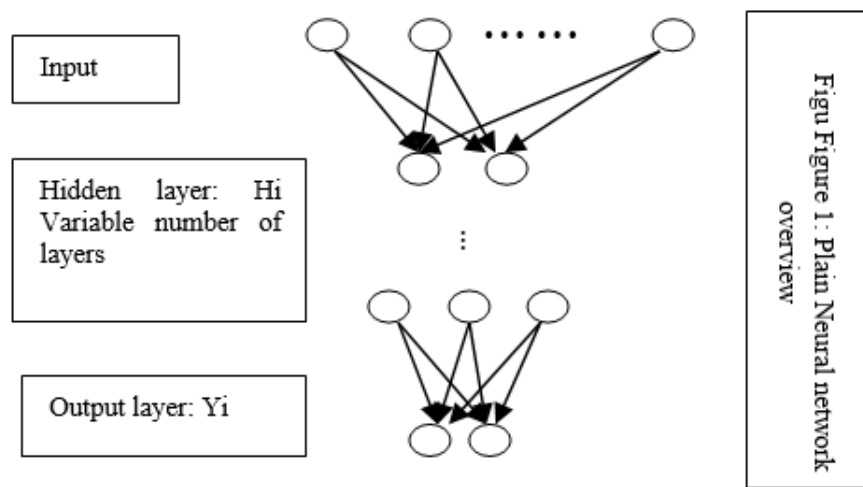 Input
Hidden layer: Hi
Variable number of
layers
Output layer: Yi
Figu Figure 1: Plain Neural network
overview